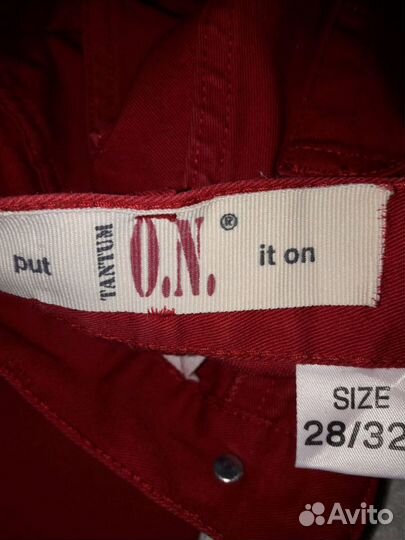 put TANTUM O.N.® it on
SIZE
28/32
Avito